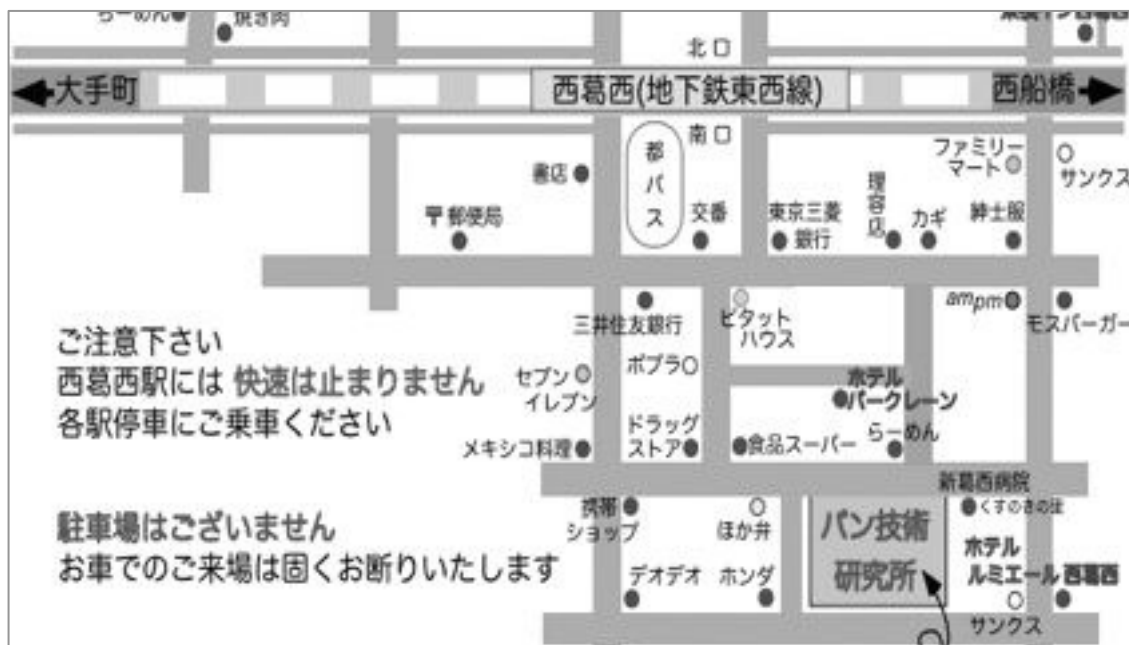 らーめん
焼き肉
北口
大手町
西葛西(地下鉄東西線)
西船橋
南口
都バス
書店
〒郵便局
交番
東京三菱
銀行
理容店
カギ
紳士服
ファミリー
マート
サンクス
三井住友銀行
ピタット
ハウス
ampm
モスバーガー
ご注意下さい
西葛西駅には 快速は止まりません
各駅停車にご乗車ください
セブン
イレブン
ポプラ
ホテル
パークレーン
メキシコ料理
ドラッグ
ストア
食品スーパー
らーめん
新葛西病院
駐車場はございません
お車でのご来場は固くお断りいたします
携帯
ショップ
ほか弁
パン技術
研究所
くすのきの
ホテル
ルミエール 西葛西
デオデオ
ホンダ
サンクス